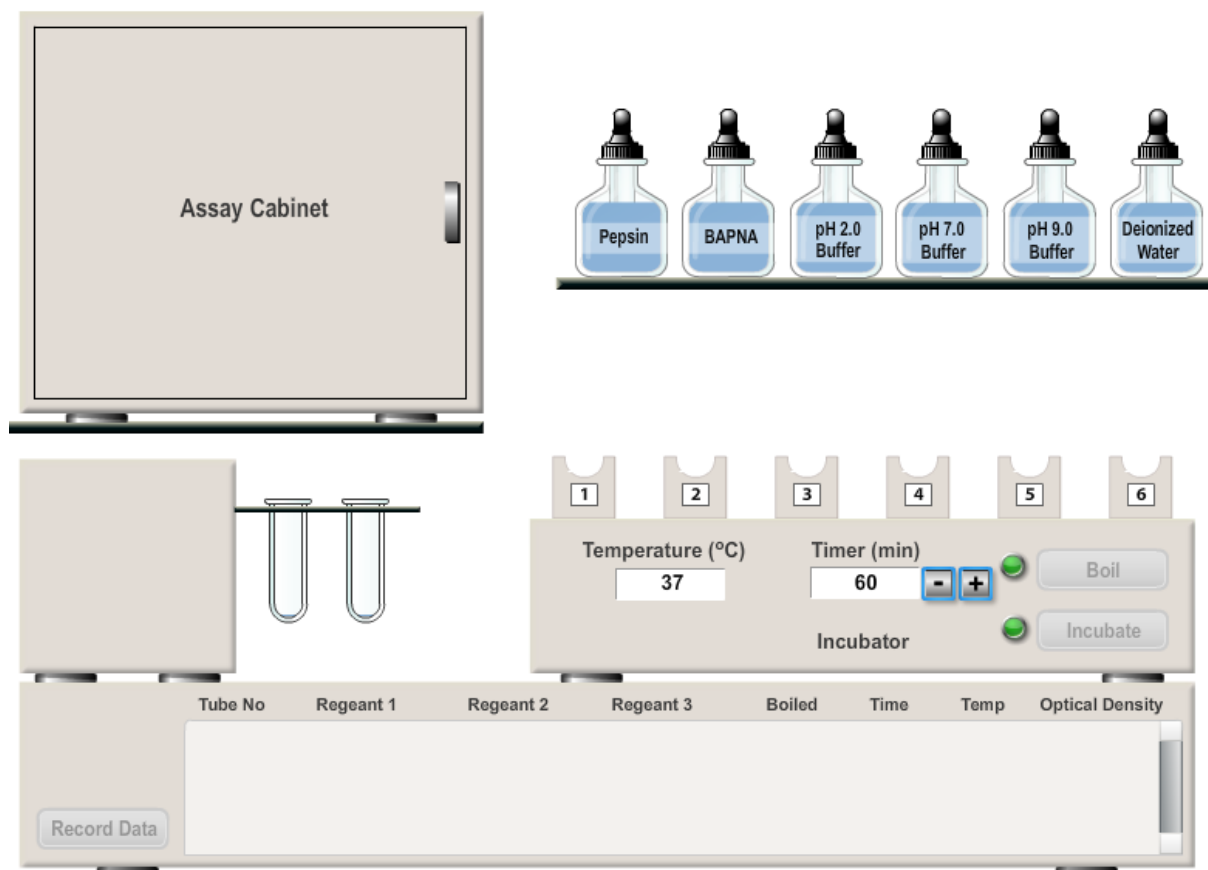 Assay Cabinet
Pepsin
BAPNA
pH 2.0
Buffer
pH 7.0
Buffer
pH 9.0
Buffer
Deionized
Water
1
2
3
4
5
6
Temperature (°C)
37
Timer (min)
60
-
+
Boil
Incubate
Incubator
Tube No Regeant 1 Regeant 2 Regeant 3 Boiled Time Temp Optical Density
Record Data